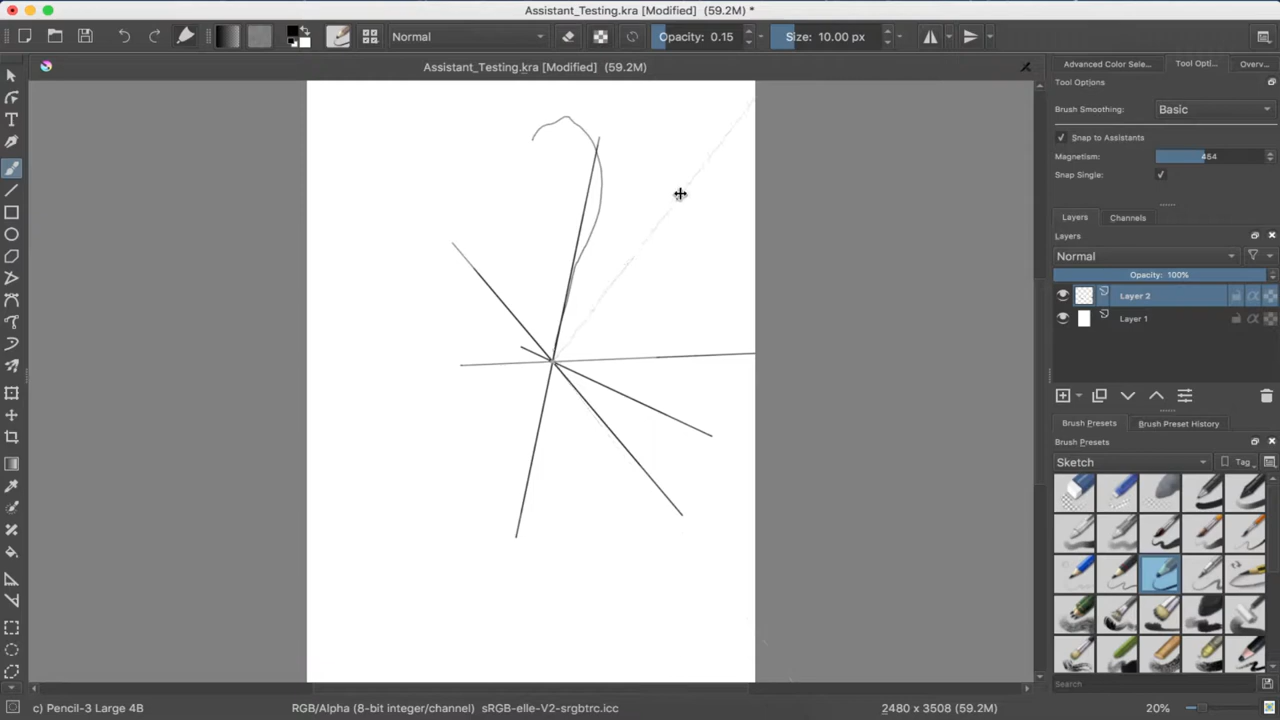 Assistant_Testing.kra [Modified] (59.2M) *
Normal
Opacity: 0.15
Size: 10.00 px
Assistant_Testing.kra [Modified] (59.2M)
Advanced Color Sele...
Tool Opti...
Overv...
Tool Options
Brush Smoothing:
Basic
Snap to Assistants
Magnetism:
454
Snap Single:
Layers
Channels
Layers
Normal
Opacity: 100%
Layer 2
Layer 1
Brush Presets
Brush Preset History
Brush Presets
Sketch
Tag
Search
c) Pencil-3 Large 4B
RGB/Alpha (8-bit integer/channel) sRGB-elle-V2-srgbtrc.icc
2480 x 3508 (59.2M)
20%